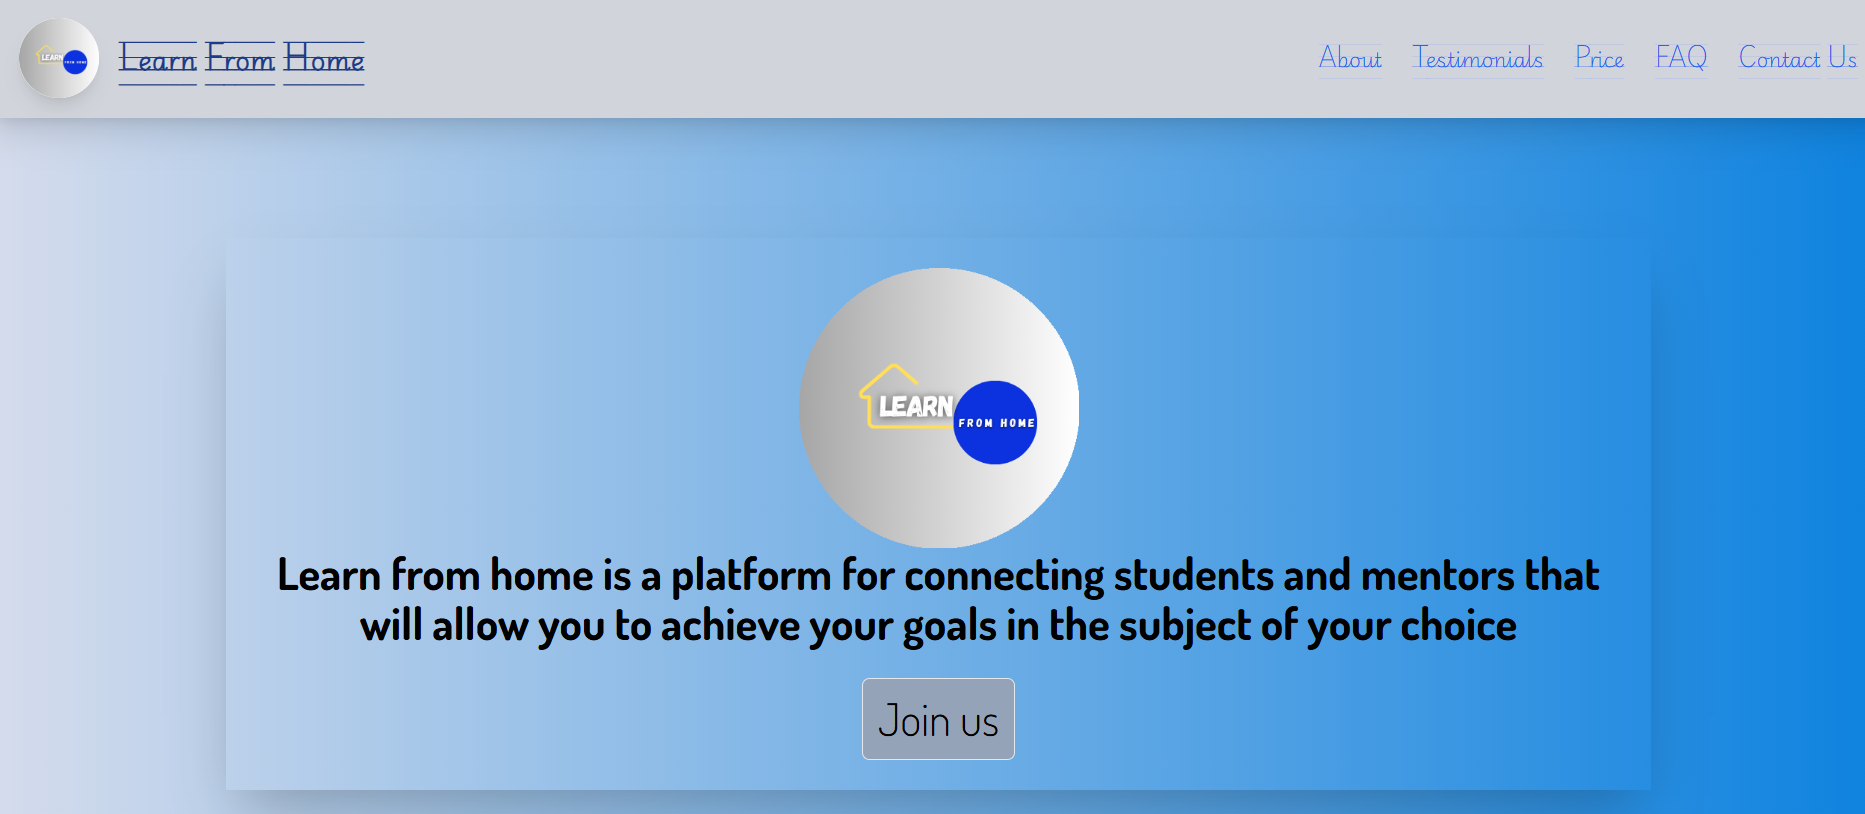 LEARN FROM HOME
Learn From Home
About Testimonials Price FAQ Contact Us
LEARN
FROM HOME
Learn from home is a platform for connecting students and mentors that
will allow you to achieve your goals in the subject of your choice
Join us